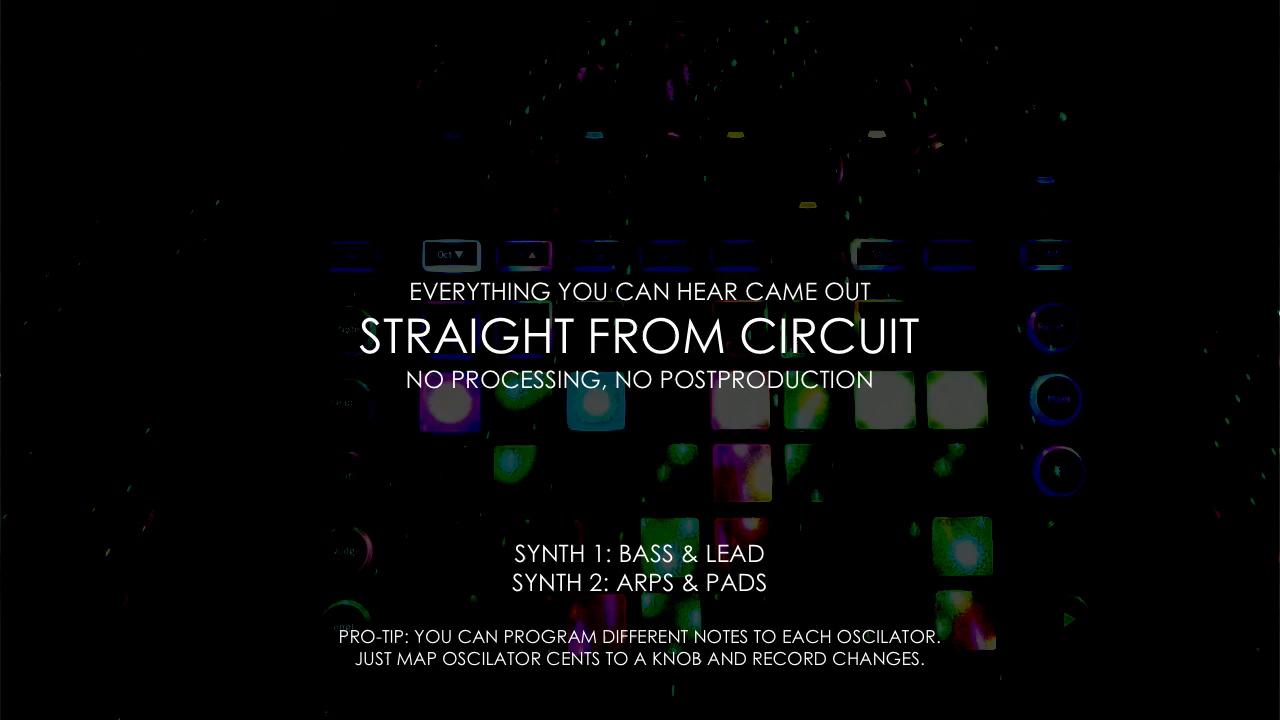 Oct ▼
▲
EVERYTHING YOU CAN HEAR CAME OUT
STRAIGHT FROM CIRCUIT
NO PROCESSING, NO POSTPRODUCTION
SYNTH 1: BASS & LEAD
SYNTH 2: ARPS & PADS
PRO-TIP: YOU CAN PROGRAM DIFFERENT NOTES TO EACH OSCILATOR.
JUST MAP OSCILATOR CENTS TO A KNOB AND RECORD CHANGES.